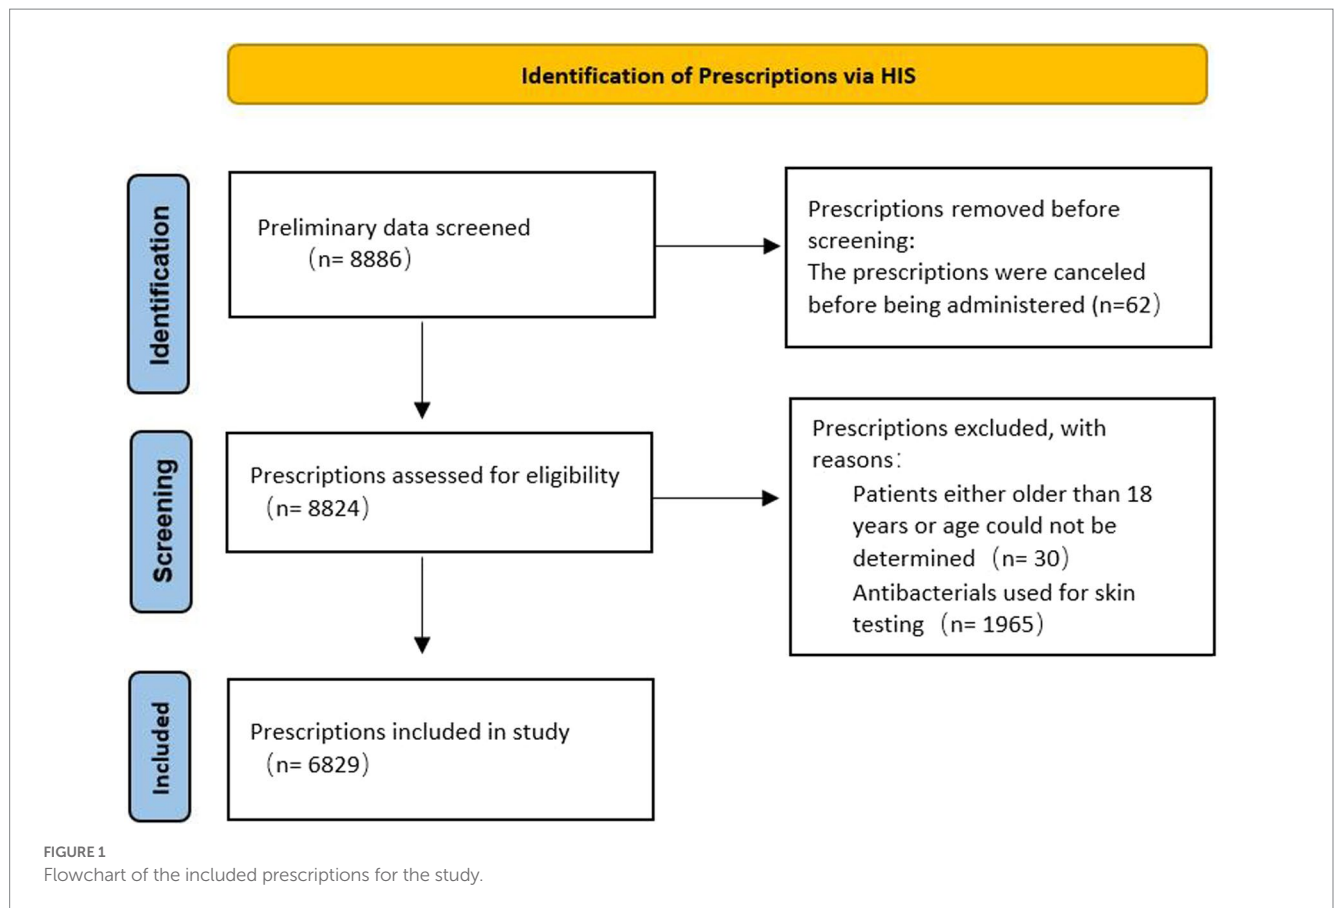 Identification of Prescriptions via HIS
Identification
Preliminary data screened
（n= 8886）
Prescriptions removed before
screening:
The prescriptions were canceled
before being administered (n=62）
Screening
Prescriptions assessed for eligibility
（n= 8824）
Prescriptions excluded, with
reasons：
Patients either older than 18
years or age could not be
determined （n= 30）
Antibacterials used for skin
testing （n= 1965）
Included
Prescriptions included in study
（n= 6829）
FIGURE 1
Flowchart of the included prescriptions for the study.